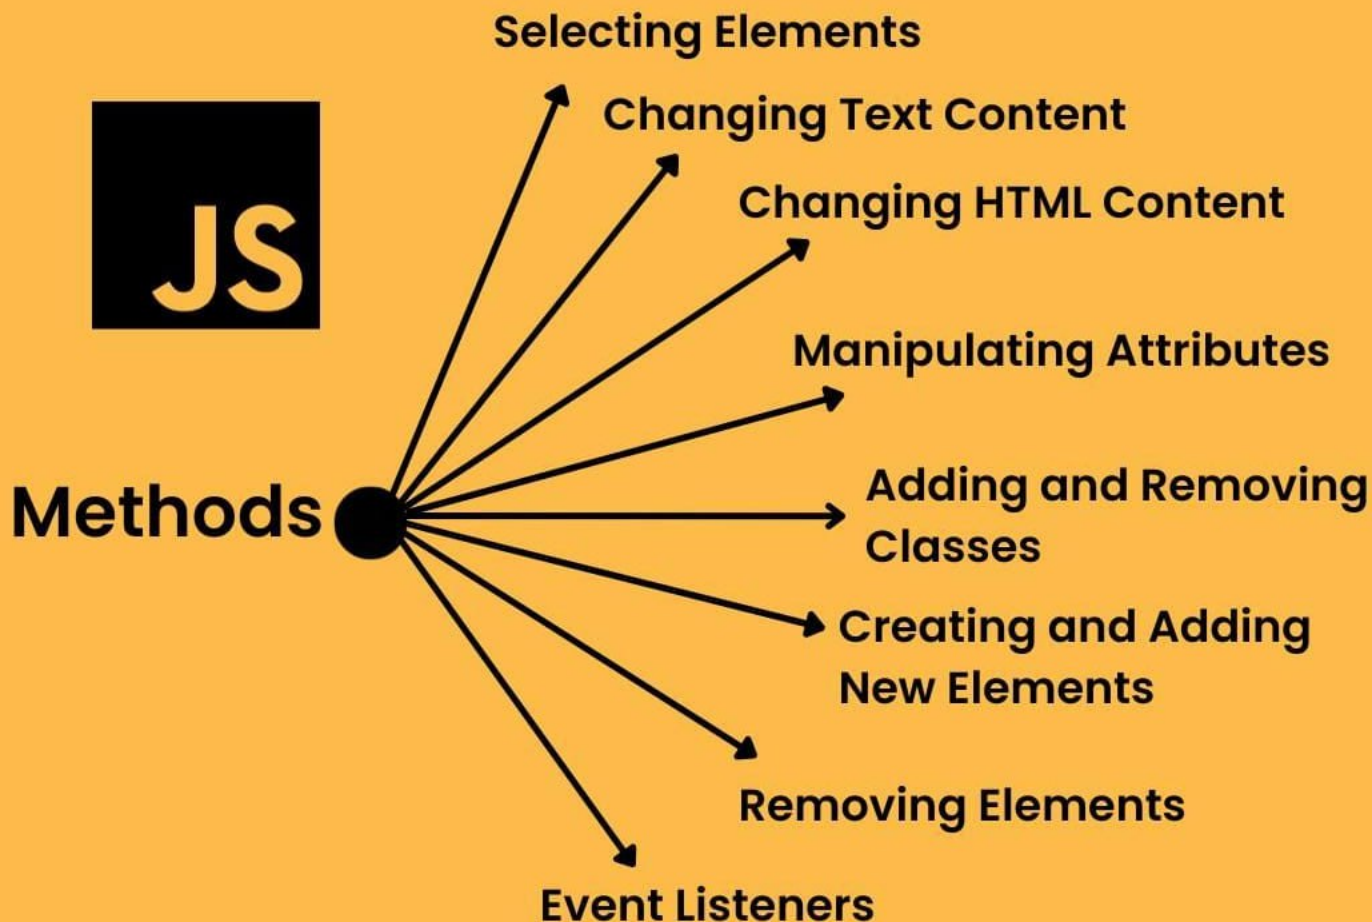 Selecting Elements
Changing Text Content
JS
Changing HTML Content
Manipulating Attributes
Methods
Adding and Removing
Classes
Creating and Adding
New Elements
Removing Elements
Event Listeners